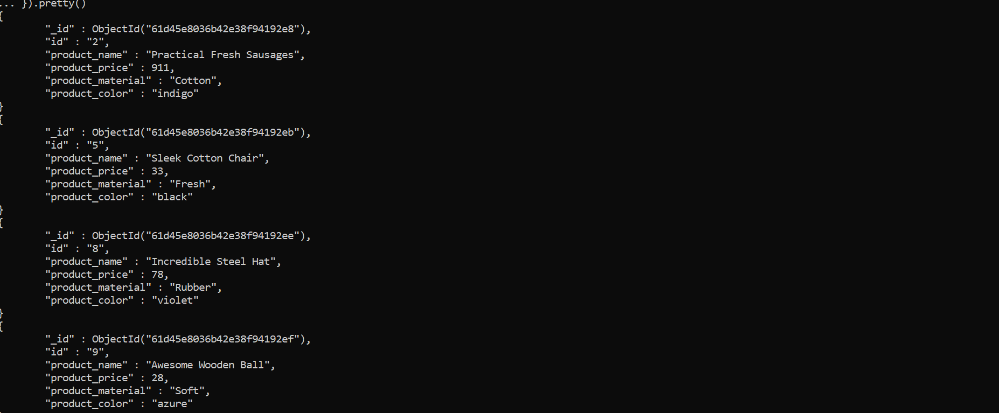 ... }).pretty()
{
"_id" : ObjectId("61d45e8036b42e38f94192e8"),
"id" : "2",
"product_name" : "Practical Fresh Sausages",
"product_price" : 911,
"product_material" : "Cotton",
"product_color" : "indigo"
}
{
"_id" : ObjectId("61d45e8036b42e38f94192eb"),
"id" : "5",
"product_name" : "Sleek Cotton Chair",
"product_price" : 33,
"product_material" : "Fresh",
"product_color" : "black"
}
{
"_id" : ObjectId("61d45e8036b42e38f94192ee"),
"id" : "8",
"product_name" : "Incredible Steel Hat",
"product_price" : 78,
"product_material" : "Rubber",
"product_color" : "violet"
}
{
"_id" : ObjectId("61d45e8036b42e38f94192ef"),
"id" : "9",
"product_name" : "Awesome Wooden Ball",
"product_price" : 28,
"product_material" : "Soft",
"product_color" : "azure"